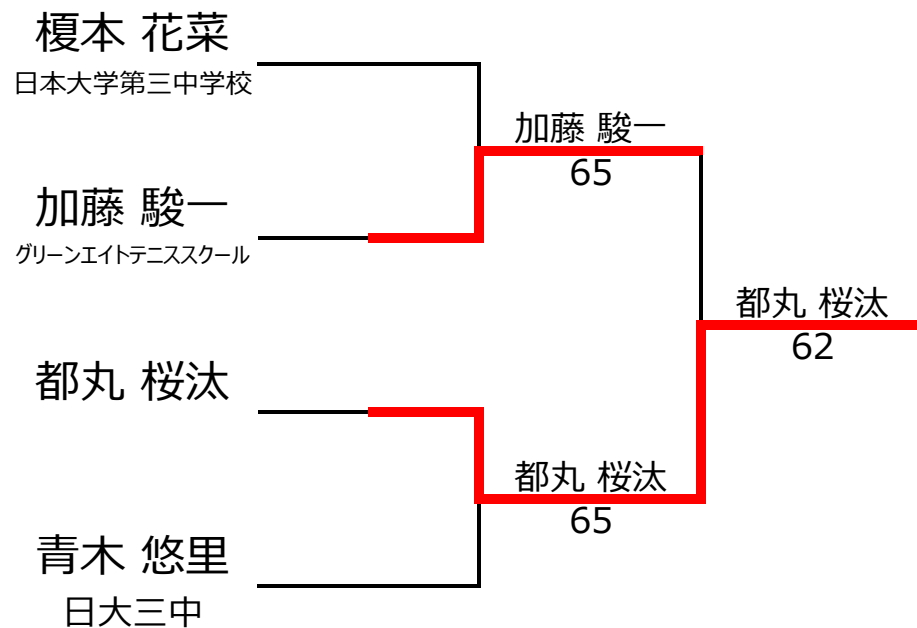 榎本 花菜
日本大学第三中学校
加藤 駿一
65
加藤 駿一
グリーンエイトテニススクール
都丸 桜汰
62
都丸 桜汰
都丸 桜汰
65
青木 悠里
日大三中